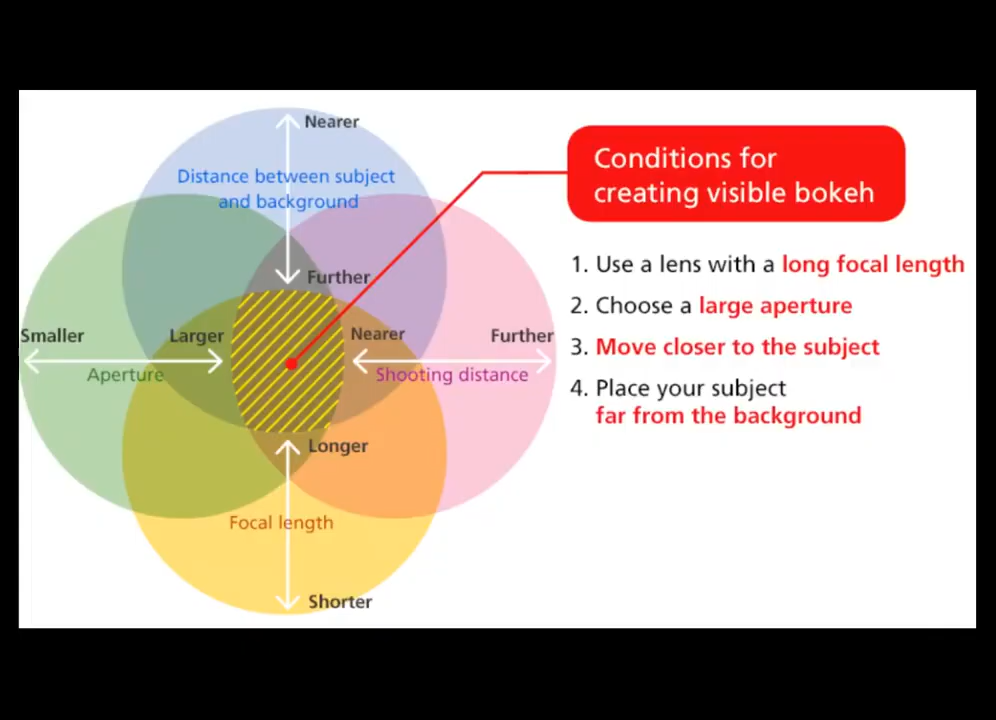 Nearer
Distance between subject
and background
Further
Smaller
Larger
Nearer
Further
Aperture
Shooting distance
Longer
Focal length
Shorter
Conditions for
creating visible bokeh
1. Use a lens with a long focal length
2. Choose a large aperture
3. Move closer to the subject
4. Place your subject
far from the background